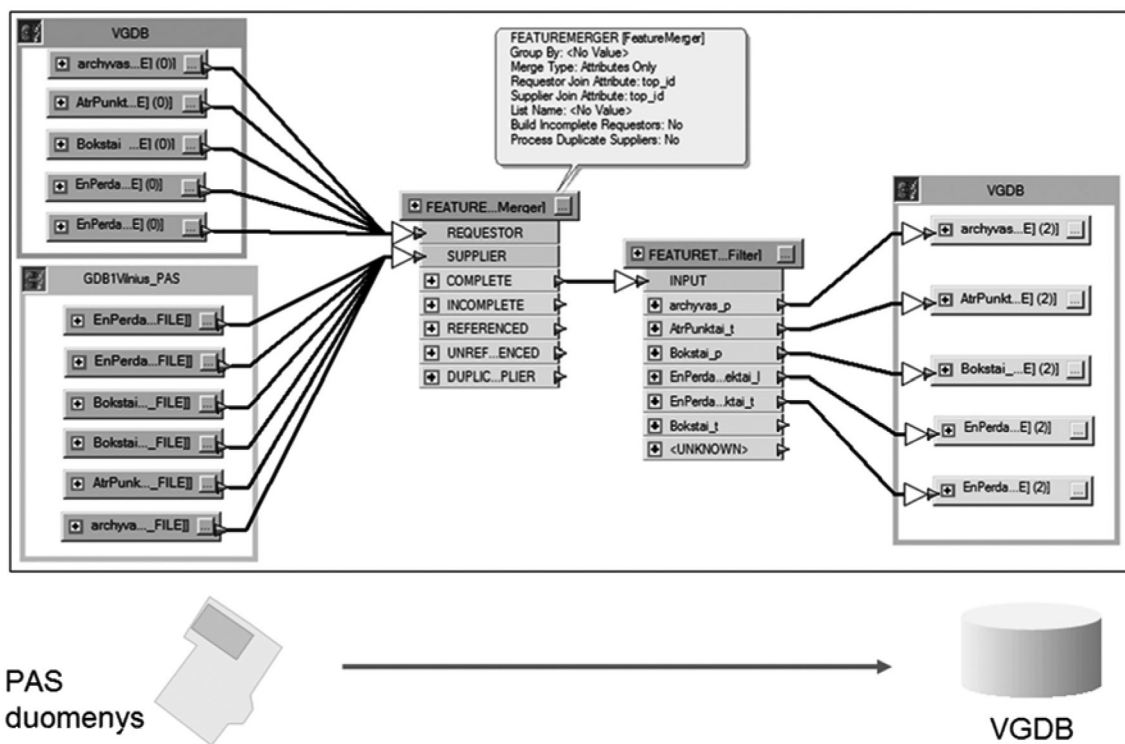 VGDB
archyvas...E] (0)]
AtrPunkt...E] (0)]
Bokstai _...E] (0)]
EnPerda...E] (0)]
EnPerda...E] (0)]
GDB1Vilnius_PAS
EnPerda...FILE]]
EnPerda...FILE]]
Bokstai..._FILE]]
Bokstai..._FILE]]
AtrPunk..._FILE]]
archyva..._FILE]]
FEATUREMERGER [FeatureMerger]
Group By: <No Value>
Merge Type: Attributes Only
Requestor Join Attribute: top_id
Supplier Join Attribute: top_id
List Name: <No Value>
Build Incomplete Requestors: No
Process Duplicate Suppliers: No
FEATURE...Merger]
REQUESTOR
SUPPLIER
COMPLETE
INCOMPLETE
REFERENCED
UNREF...ENCED
DUPLIC...PLIER
FEATURET...Filter]
INPUT
archyvas_p
AtrPunktai_t
Bokstai_p
EnPerda...ektai_l
EnPerda...ktai_t
Bokstai_t
<UNKNOWN>
VGDB
archyvas...E] (2)]
AtrPunkt...E] (2)]
Bokstai_...E] (2)]
EnPerda...E] (2)]
EnPerda...E] (2)]
PAS
duomenys
VGDB